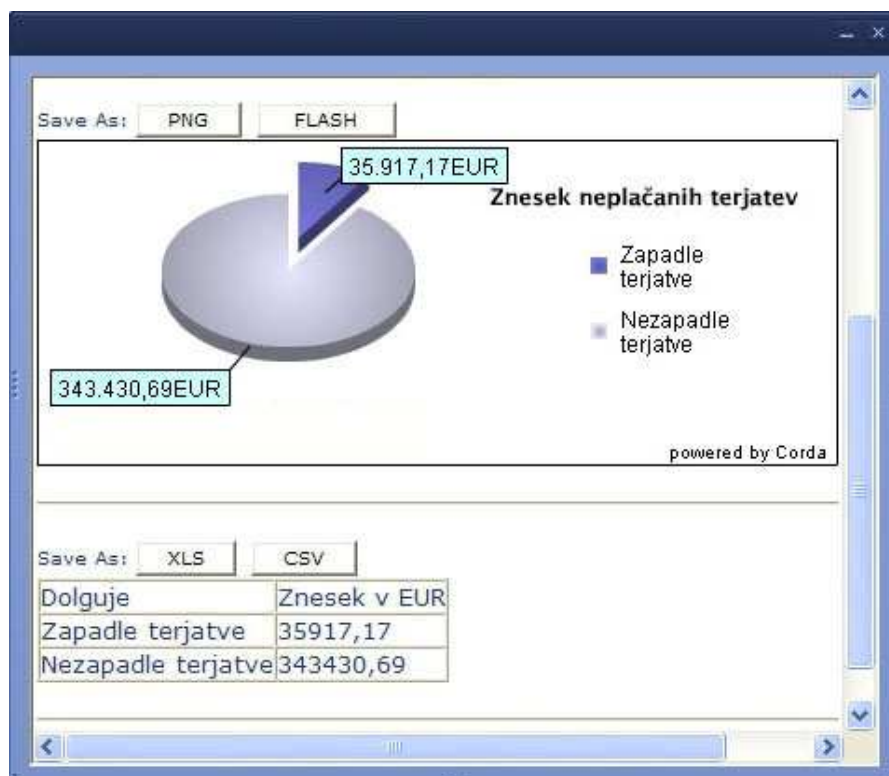 Save As: PNG FLASH
35.917,17EUR
Znesek neplačanih terjatev
Zapadle
terjatve
Nezapadle
terjatve
343.430,69EUR
powered by Corda
Save As: XLS CSV
Dolguje Znesek v EUR
Zapadle terjatve 35917,17
Nezapadle terjatve 343430,69